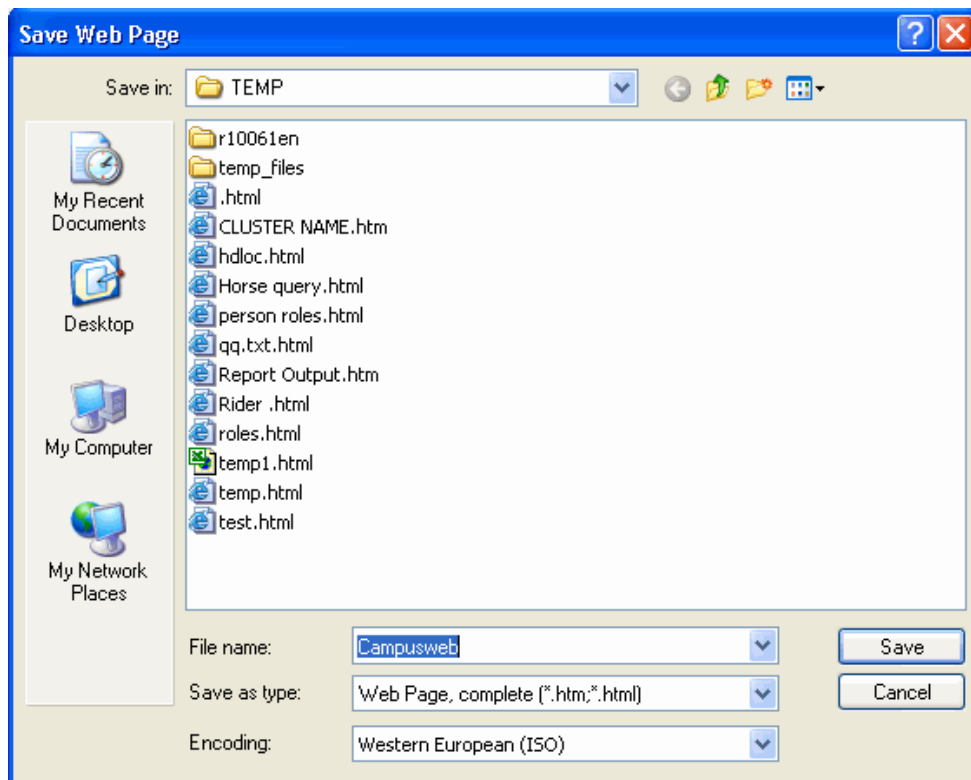 Save Web Page
Save in: TEMP
My Recent
Documents
Desktop
My Computer
My Network
Places
r10061en
temp_files
.html
CLUSTER NAME.htm
hdloc.html
Horse query.html
person roles.html
qq.txt.html
Report Output.htm
Rider .html
roles.html
temp1.html
temp.html
test.html
File name: Campusweb Save
Save as type: Web Page, complete (*.htm;*.html) Cancel
Encoding: Western European (ISO)